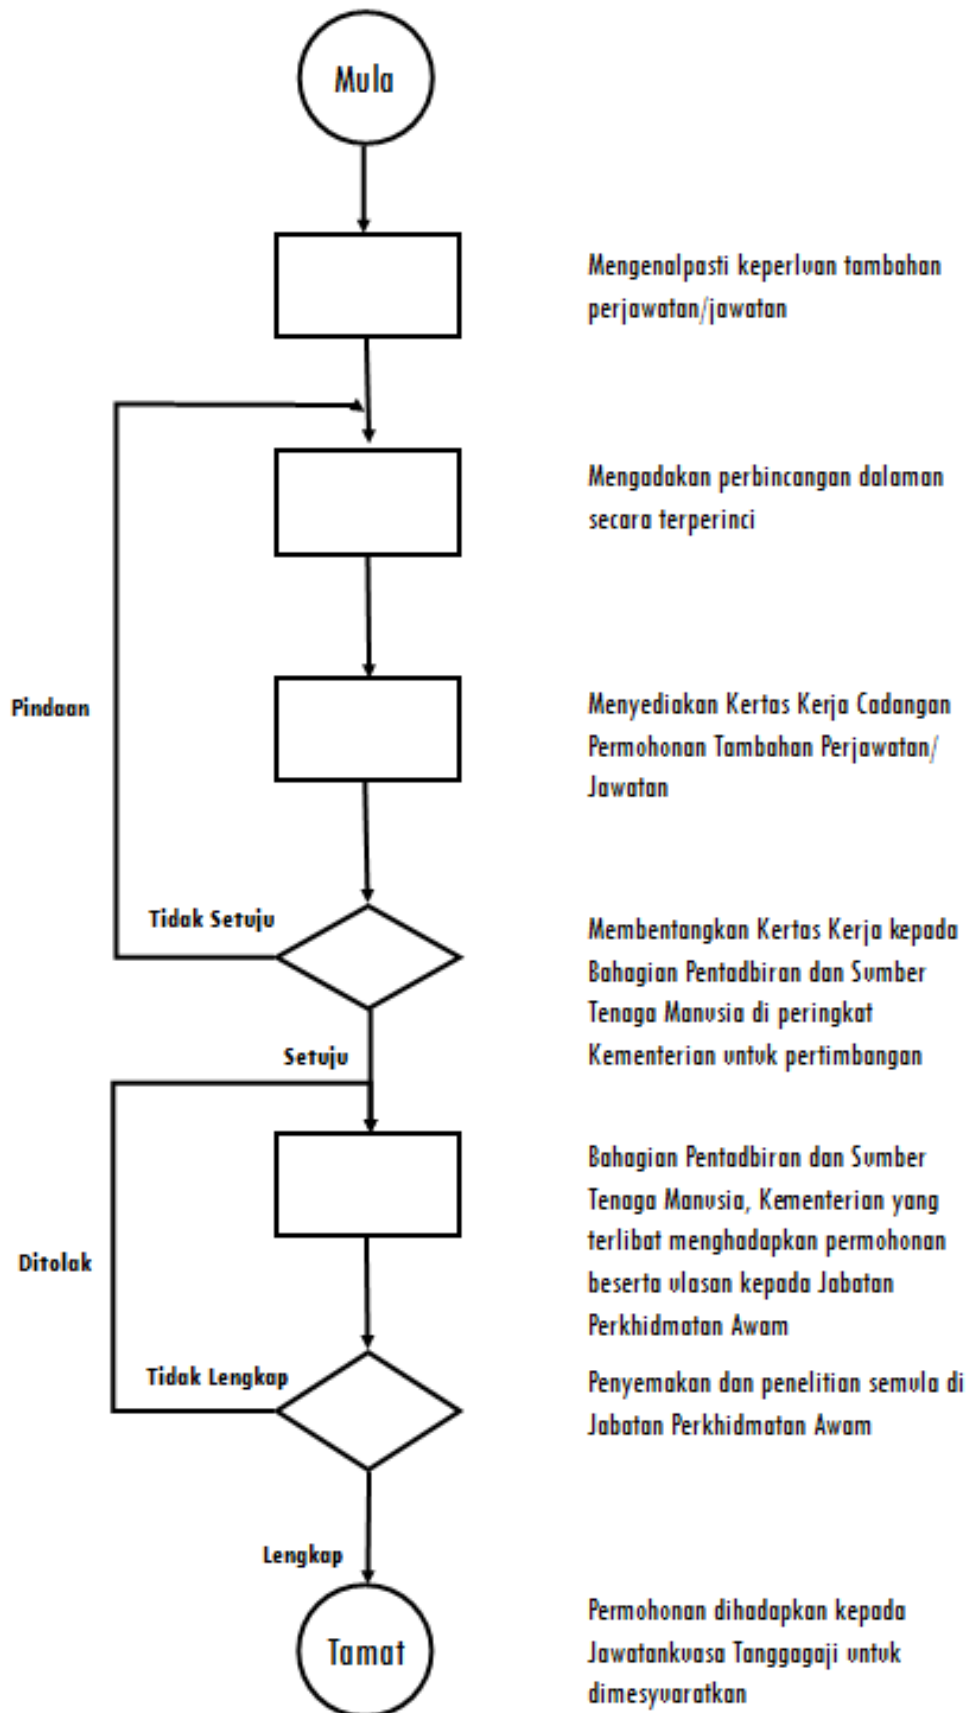 Mula
Mengenalpasti keperluan tambahan
perjawatan/jawatan
Mengadakan perbincangan dalaman
secara terperinci
Pindaan
Menyediakan Kertas Kerja Cadangan
Permohonan Tambahan Perjawatan/
Jawatan
Tidak Setuju
Membentangkan Kertas Kerja kepada
Bahagian Pentadbiran dan Sumber
Tenaga Manusia di peringkat
Kementerian untuk pertimbangan
Setuju
Bahagian Pentadbiran dan Sumber
Tenaga Manusia, Kementerian yang
terlibat menghadapkan permohonan
beserta ulasan kepada Jabatan
Perkhidmatan Awam
Ditolak
Tidak Lengkap
Penyemakan dan penelitian semula di
Jabatan Perkhidmatan Awam
Lengkap
Tamat
Permohonan dihadapkan kepada
Jawatankuasa Tanggagaji untuk
dimesyuaratkan